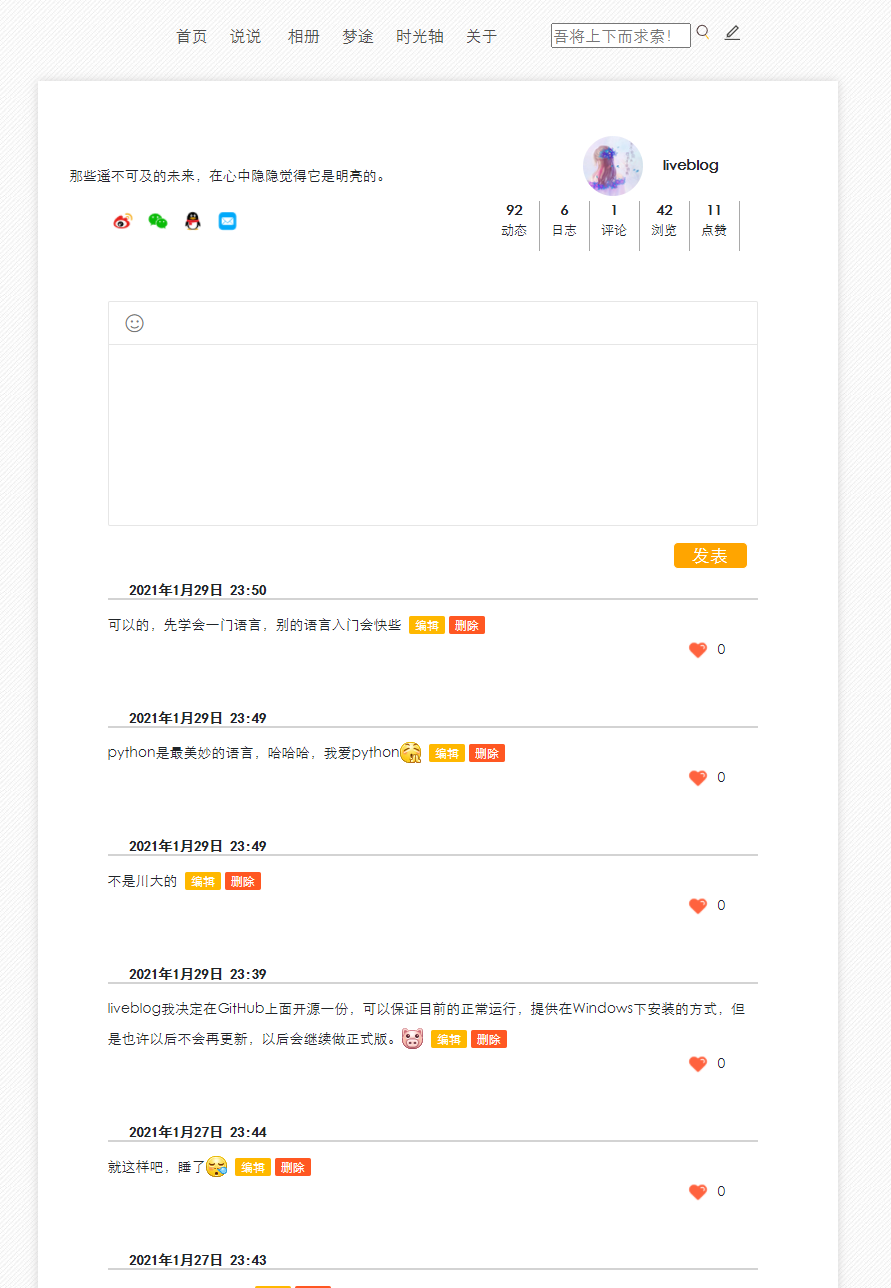 首页 说说 相册 梦途 时光轴 关于 吾将上下而求索！
liveblog
那些遥不可及的未来，在心中隐隐觉得它是明亮的。
92 6 1 42 11
动态 日志 评论 浏览 点赞
发表
2021年1月29日 23:50
可以的，先学会一门语言，别的语言入门会快些 编辑 删除
0
2021年1月29日 23:49
python是最美妙的语言，哈哈哈，我爱python 编辑 删除
0
2021年1月29日 23:49
不是川大的 编辑 删除
0
2021年1月29日 23:39
liveblog我决定在GitHub上面开源一份，可以保证目前的正常运行，提供在Windows下安装的方式，但
是也许以后不会再更新，以后会继续做正式版。 编辑 删除
0
2021年1月27日 23:44
就这样吧，睡了 编辑 删除
0
2021年1月27日 23:43